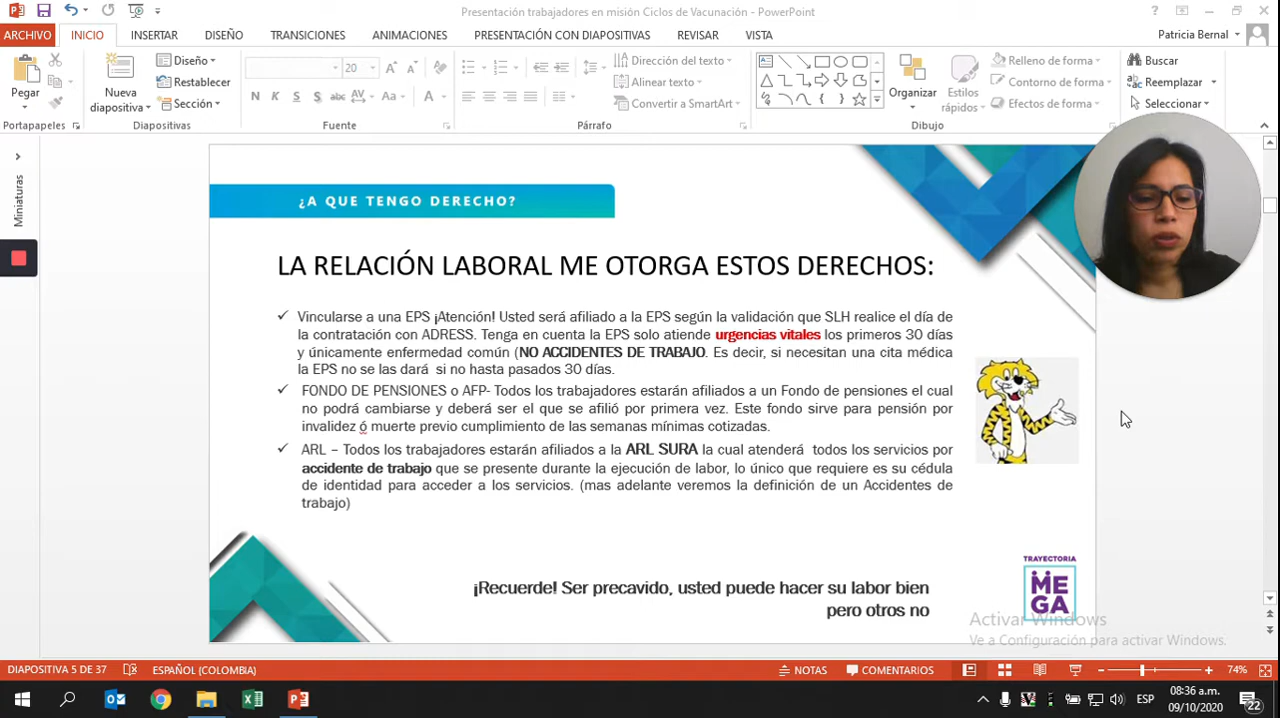 Presentación trabajadores en misión Ciclos de Vacunación - PowerPoint
ARCHIVO INICIO INSERTAR DISEÑO TRANSICIONES ANIMACIONES PRESENTACIÓN CON DIAPOSITIVAS REVISAR VISTA Patricia Bernal
Pegar
Nueva diapositiva
Diseño
Restablecer
Sección
20
N K S S abc AV Aa A
Dirección del texto
Alinear texto
Convertir a SmartArt
Organizar
Estilos rápidos
Relleno de forma
Contorno de forma
Efectos de forma
Buscar
Reemplazar
Seleccionar
Portapapeles Diapositivas Fuente Párrafo Dibujo
Miniaturas
¿A QUE TENGO DERECHO?
LA RELACIÓN LABORAL ME OTORGA ESTOS DERECHOS:
✓ Vincularse a una EPS ¡Atención! Usted será afiliado a la EPS según la validación que SLH realice el día de
la contratación con ADRESS. Tenga en cuenta la EPS solo atiende urgencias vitales los primeros 30 días
y únicamente enfermedad común (NO ACCIDENTES DE TRABAJO. Es decir, si necesitan una cita médica
la EPS no se las dará si no hasta pasados 30 días.
✓ FONDO DE PENSIONES o AFP- Todos los trabajadores estarán afiliados a un Fondo de pensiones el cual
no podrá cambiarse y deberá ser el que se afilió por primera vez. Este fondo sirve para pensión por
invalidez ó muerte previo cumplimiento de las semanas mínimas cotizadas.
✓ ARL – Todos los trabajadores estarán afiliados a la ARL SURA la cual atenderá todos los servicios por
accidente de trabajo que se presente durante la ejecución de labor, lo único que requiere es su cédula
de identidad para acceder a los servicios. (mas adelante veremos la definición de un Accidentes de
trabajo)
¡Recuerde! Ser precavido, usted puede hacer su labor bien
pero otros no
TRAYECTORIA
MEGA
Activar Windows
Ve a Configuración para activar Windows.
DIAPOSITIVA 5 DE 37 ESPAÑOL (COLOMBIA) NOTAS COMENTARIOS 74%
ESP
08:36 a.m.
09/10/2020
22